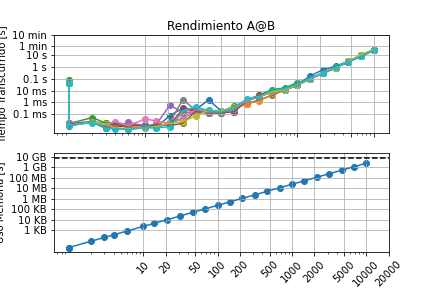 Rendimiento A@B
Tiempo Transcurrido [s]
10 min
1 min
10 s
1 s
0.1 s
10 ms
1 ms
0.1 ms
Uso Memoria [s]
10 GB
1 GB
100 MB
10 MB
1 MB
100 KB
10 KB
1 KB
10 20 50 100 200 500 1000 2000 5000 10000 20000